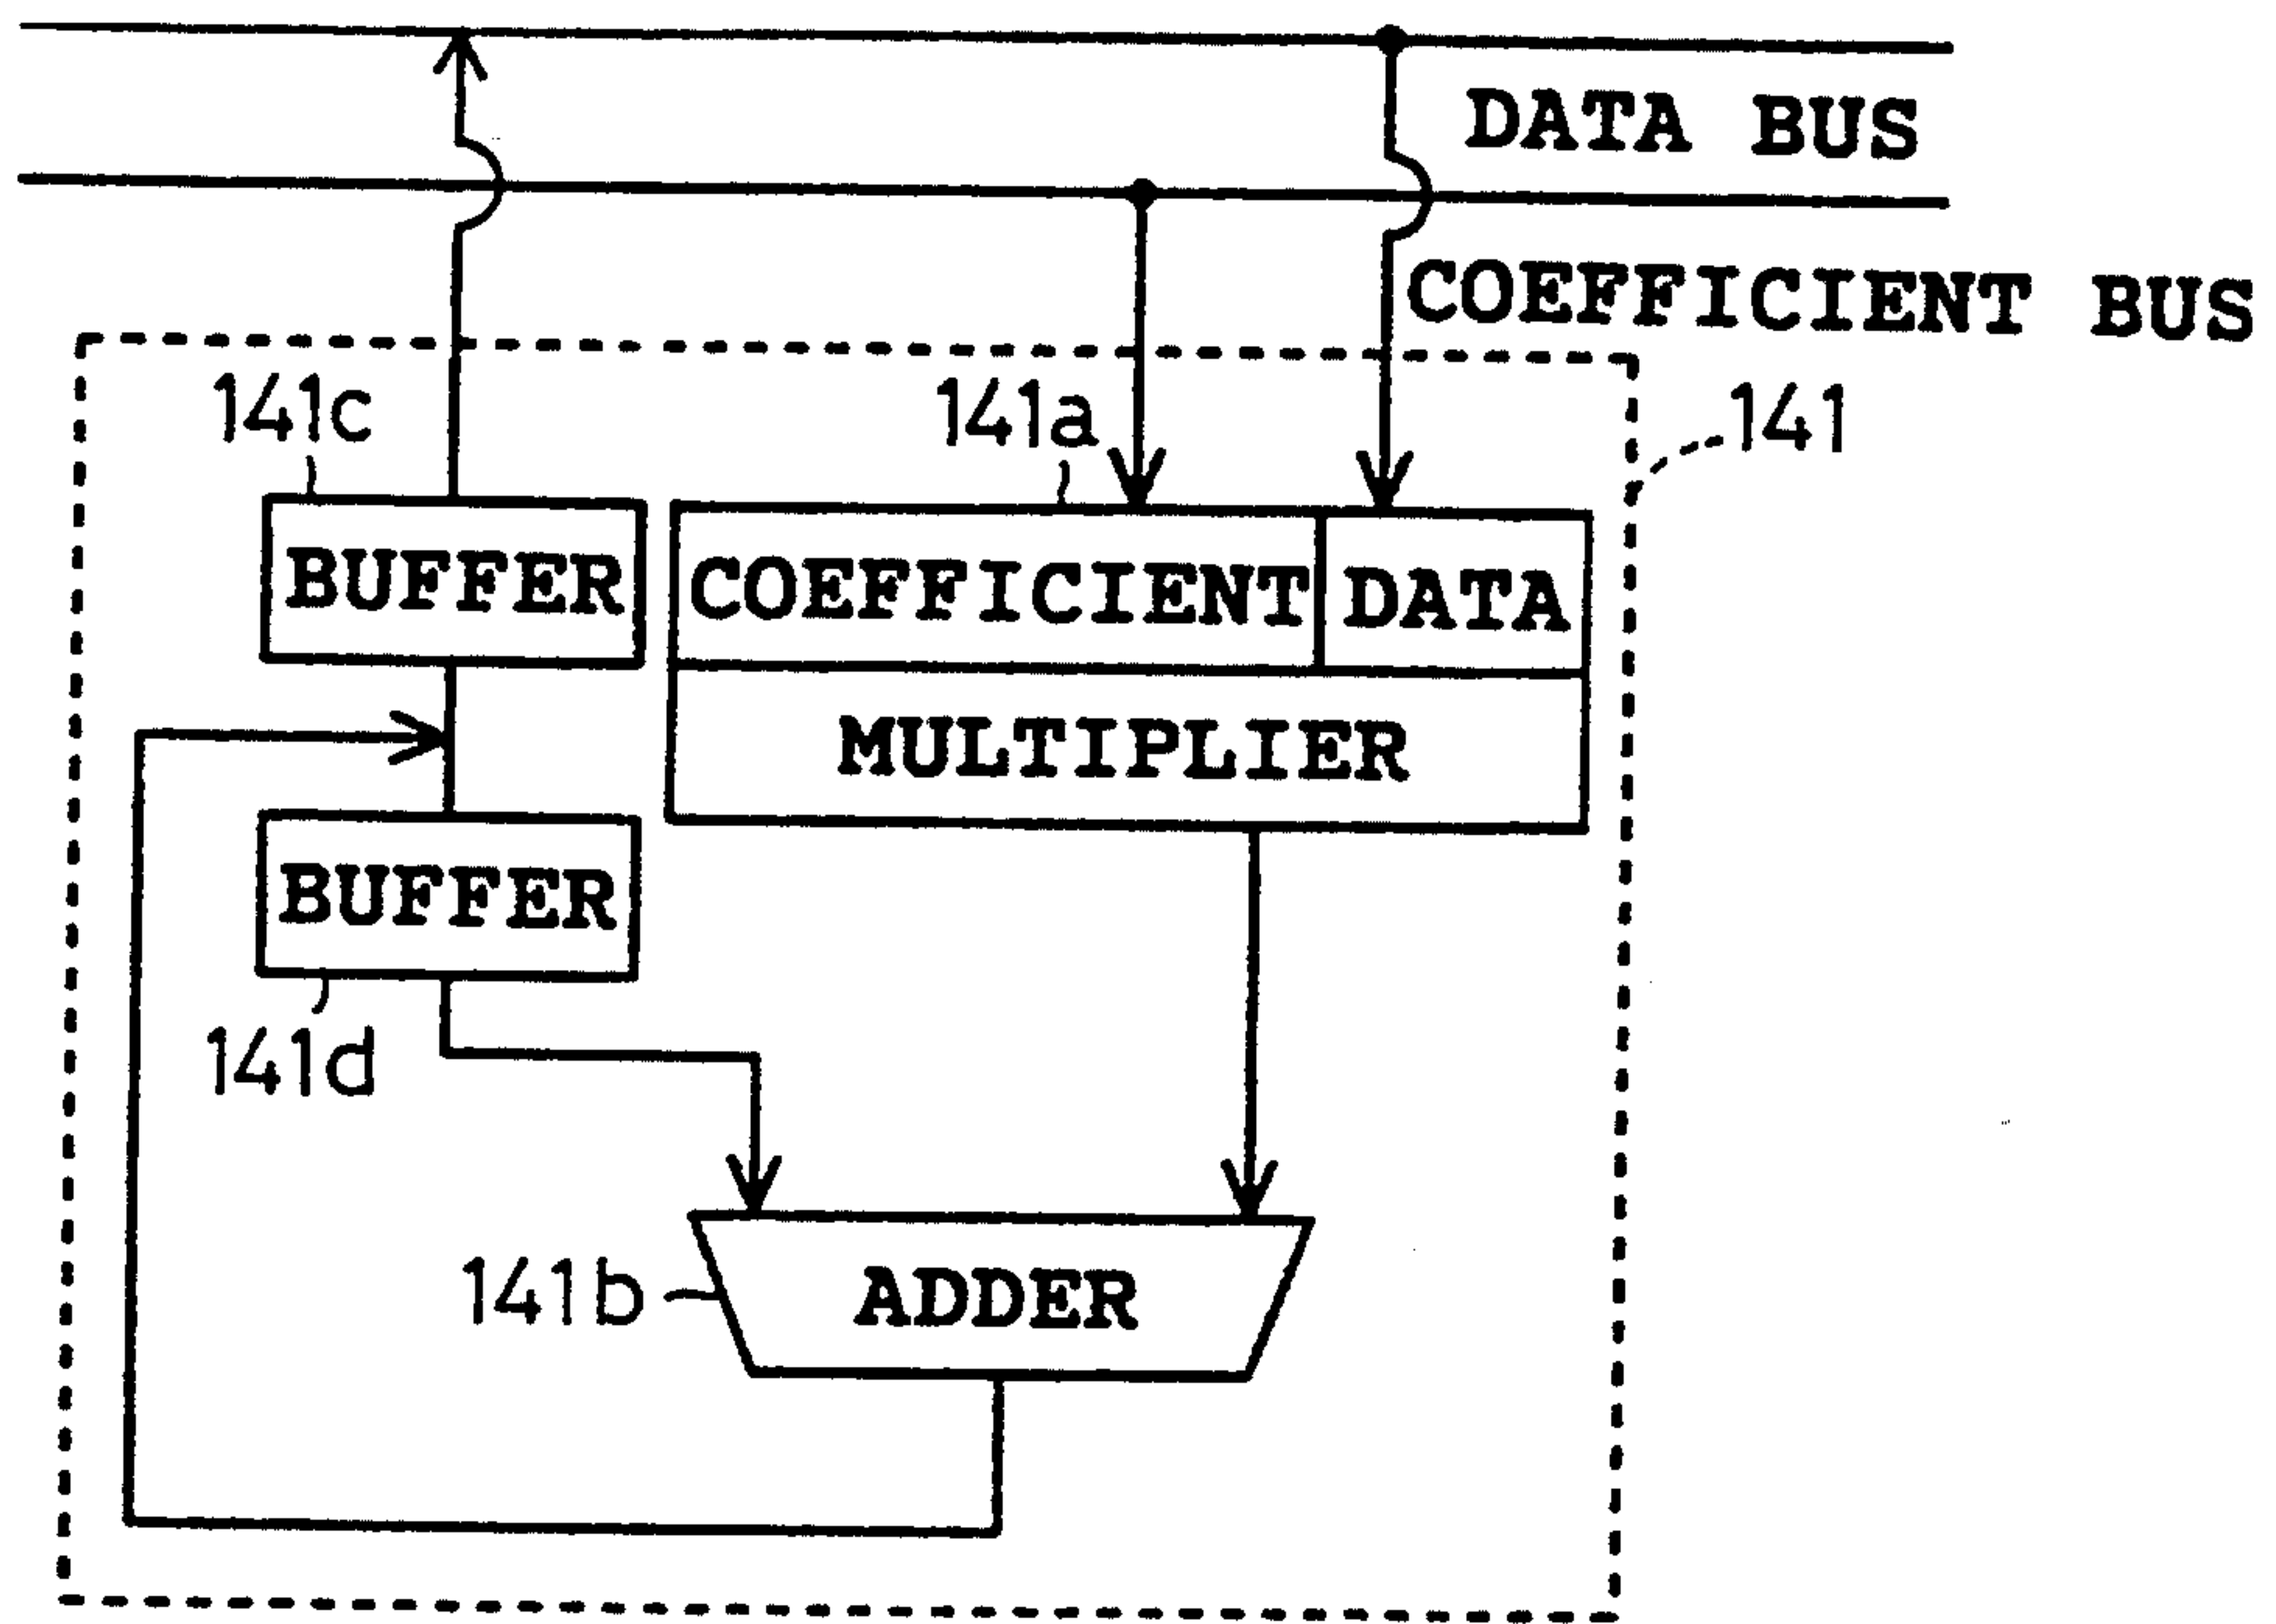 DATA BUS
COEFFICIENT BUS
141c
141a
141
BUFFER
COEFFICIENT
DATA
MULTIPLIER
BUFFER
141d
141b
ADDER